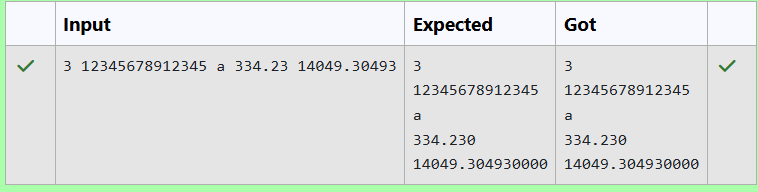 Input Expected Got
3 12345678912345 a 334.23 14049.30493 3 3
12345678912345 12345678912345
a a
334.230 334.230
14049.304930000 14049.304930000